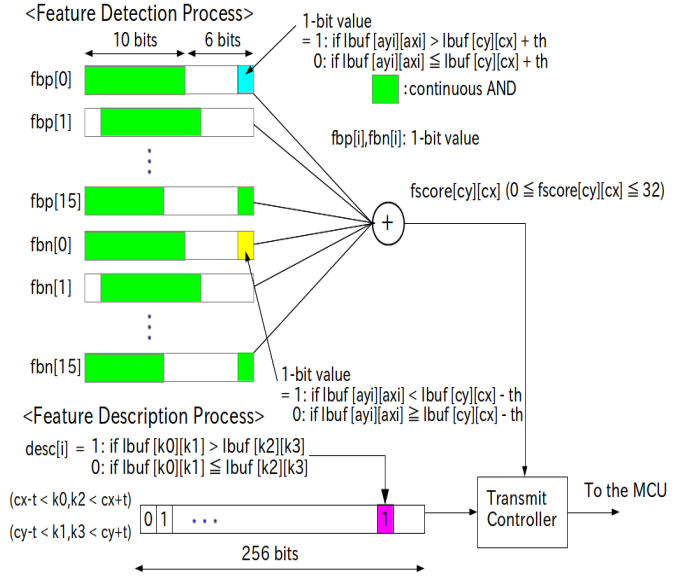 <Feature Detection Process>
10 bits
6 bits
1-bit value
= 1: if Ibuf [ayi][axi] > Ibuf [cy][cx] + th
0: if Ibuf [ayi][axi] ≦ Ibuf [cy][cx] + th
:continuous AND
fbp[0]
fbp[1]
fbp[i],fbn[i]: 1-bit value
fbp[15]
fscore[cy][cx] (0 ≦ fscore[cy][cx] ≦ 32)
+
fbn[0]
fbn[1]
fbn[15]
1-bit value
= 1: if Ibuf [ayi][axi] < Ibuf [cy][cx] - th
0: if Ibuf [ayi][axi] ≧ Ibuf [cy][cx] - th
<Feature Description Process>
desc[i] = 1: if Ibuf [k0][k1] > Ibuf [k2][k3]
0: if Ibuf [k0][k1] ≦ Ibuf [k2][k3]
(cx-t < k0,k2 < cx+t)
(cy-t < k1,k3 < cy+t)
0 1 ... 1
256 bits
Transmit
Controller
To the MCU